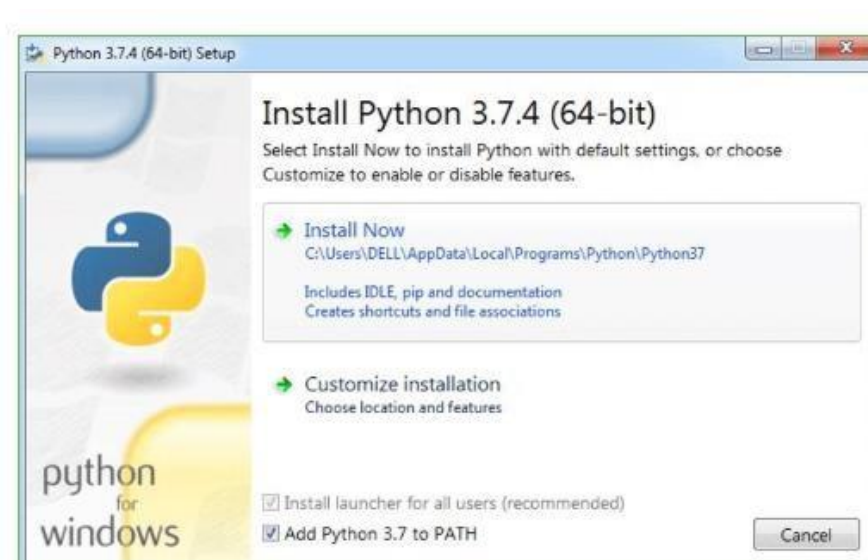 Python 3.7.4 (64-bit) Setup
Install Python 3.7.4 (64-bit)
Select Install Now to install Python with default settings, or choose
Customize to enable or disable features.
Install Now
C:\Users\DELL\AppData\Local\Programs\Python\Python37
Includes IDLE, pip and documentation
Creates shortcuts and file associations
Customize installation
Choose location and features
python
for
windows
Install launcher for all users (recommended)
Add Python 3.7 to PATH
Cancel